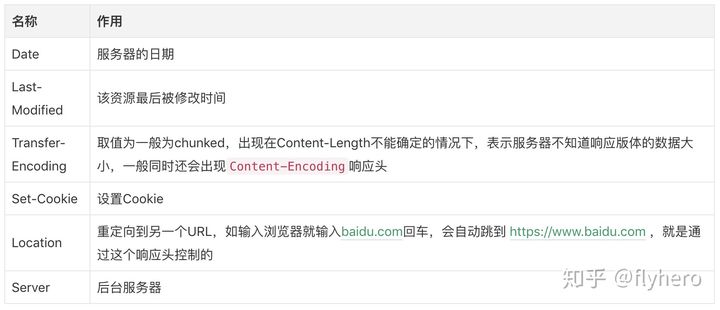 名称 作用
Date 服务器的日期
Last-
Modified 该资源最后被修改时间
Transfer-
Encoding 取值为一般为chunked，出现在Content-Length不能确定的情况下，表示服务器不知道响应版体的数据大
小，一般同时还会出现 Content-Encoding 响应头
Set-Cookie 设置Cookie
Location 重定向到另一个URL，如输入浏览器就输入baidu.com回车，会自动跳到 https://www.baidu.com ，就是通
过这个响应头控制的
Server 后台服务器
知乎 @flyhero